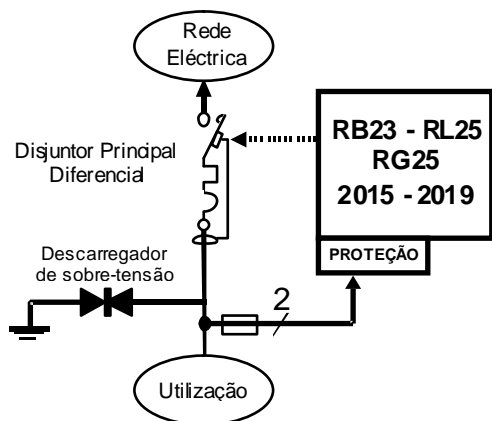 Rede
Eléctrica
Disjuntor Principal
Diferencial
RB23 - RL25
RG25
2015 - 2019
PROTEÇÃO
Descarregador
de sobre-tensão
2
Utilização